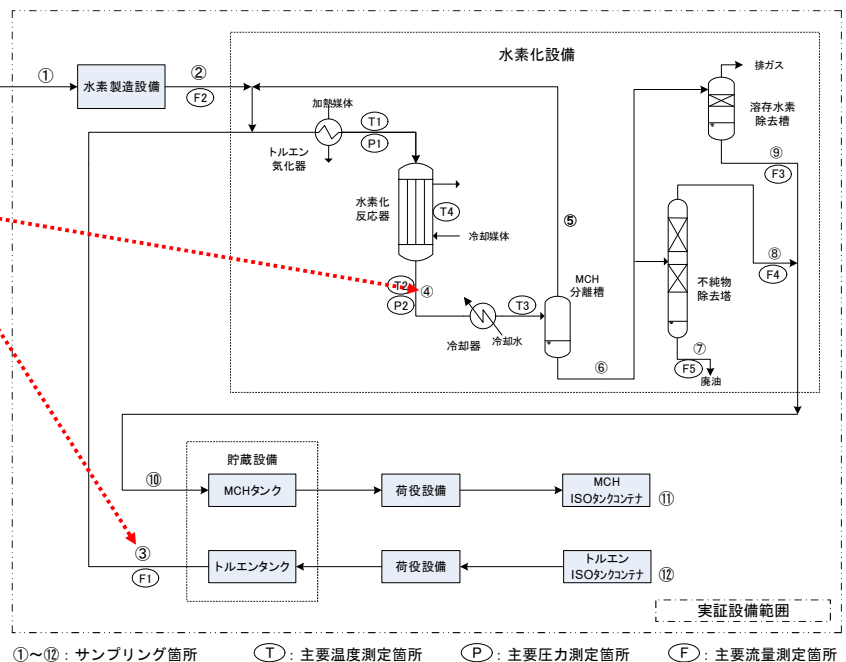 水素化設備
①
水素製造設備
②
F2
加熱媒体
トルエン
気化器
T1
P1
水素化
反応器
T4
冷却媒体
T2
P2
④
冷却器
冷却水
T3
MCH
分離槽
⑤
⑥
排ガス
溶存水素
除去槽
⑨
F3
⑧
F4
不純物
除去塔
⑦
F5
廃油
貯蔵設備
⑩
MCHタンク
荷役設備
MCH
ISOタンクコンテナ
⑪
③
F1
トルエンタンク
荷役設備
トルエン
ISOタンクコンテナ
⑫
実証設備範囲
①~⑫:サンプリング箇所
T:主要温度測定箇所
P:主要圧力測定箇所
F:主要流量測定箇所